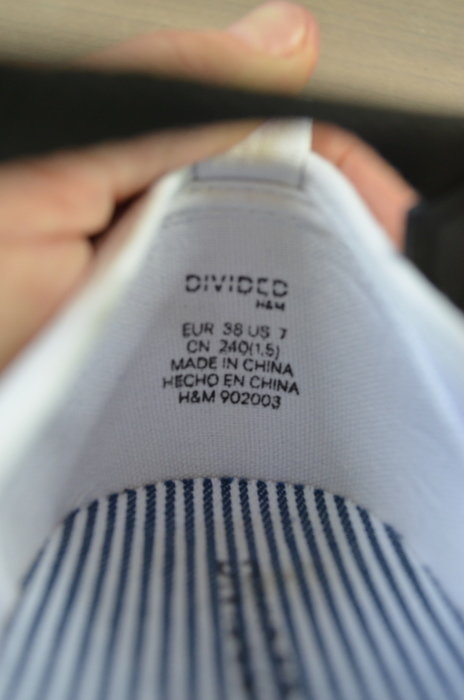 DIVIDED
H&M
EUR 38 US 7
CN 240(1,5)
MADE IN CHINA
HECHO EN CHINA
H&M 902003